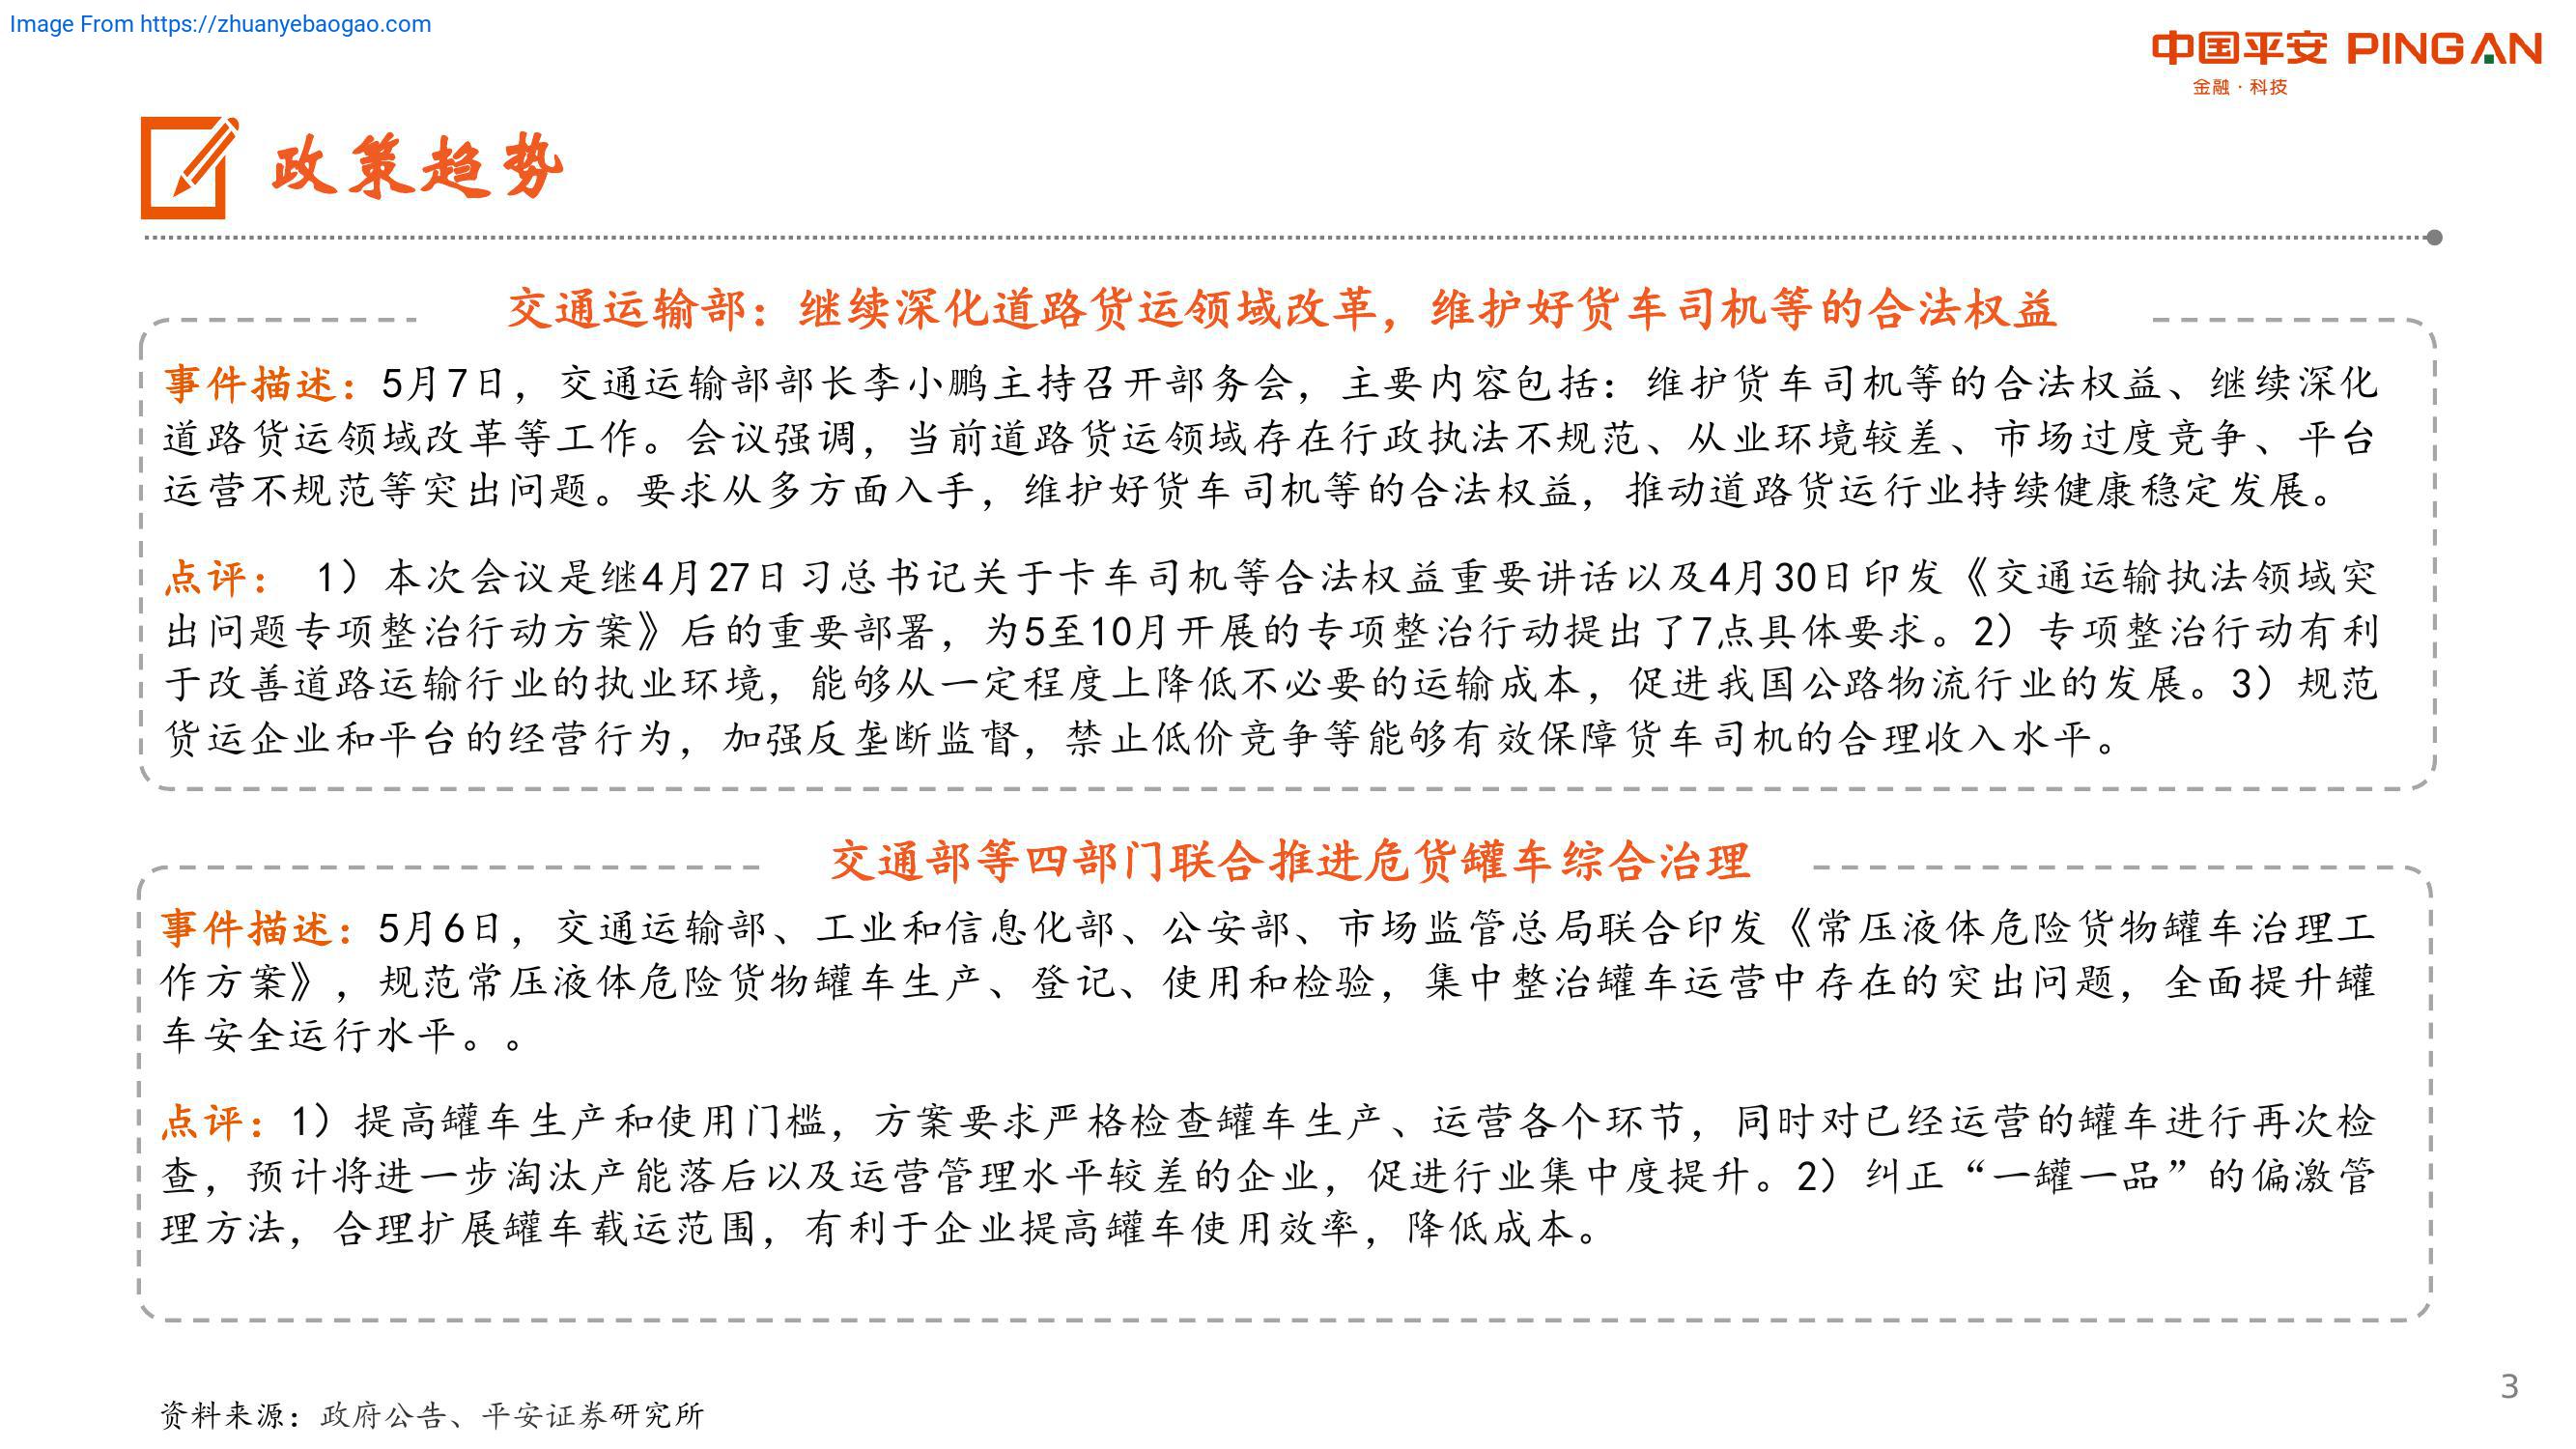 Image From https://zhuanyebaogao.com
中国平安 PINGAN
金融·科技
政策趋势
交通运输部：继续深化道路货运领域改革，维护好货车司机等的合法权益
事件描述：5月7日，交通运输部部长李小鹏主持召开部务会，主要内容包括：维护货车司机等的合法权益、继续深化
道路货运领域改革等工作。会议强调，当前道路货运领域存在行政执法不规范、从业环境较差、市场过度竞争、平台
运营不规范等突出问题。要求从多方面入手，维护好货车司机等的合法权益，推动道路货运行业持续健康稳定发展。
点评： 1）本次会议是继4月27日习总书记关于卡车司机等合法权益重要讲话以及4月30日印发《交通运输执法领域突
出问题专项整治行动方案》后的重要部署，为5至10月开展的专项整治行动提出了7点具体要求。2）专项整治行动有利
于改善道路运输行业的执业环境，能够从一定程度上降低不必要的运输成本，促进我国公路物流行业的发展。3）规范
货运企业和平台的经营行为，加强反垄断监督，禁止低价竞争等能够有效保障货车司机的合理收入水平。
交通部等四部门联合推进危货罐车综合治理
事件描述：5月6日，交通运输部、工业和信息化部、公安部、市场监管总局联合印发《常压液体危险货物罐车治理工
作方案》，规范常压液体危险货物罐车生产、登记、使用和检验，集中整治罐车运营中存在的突出问题，全面提升罐
车安全运行水平。。
点评：1）提高罐车生产和使用门槛，方案要求严格检查罐车生产、运营各个环节，同时对已经运营的罐车进行再次检
查，预计将进一步淘汰产能落后以及运营管理水平较差的企业，促进行业集中度提升。2）纠正“一罐一品”的偏激管
理方法，合理扩展罐车载运范围，有利于企业提高罐车使用效率，降低成本。
资料来源：政府公告、平安证券研究所
3